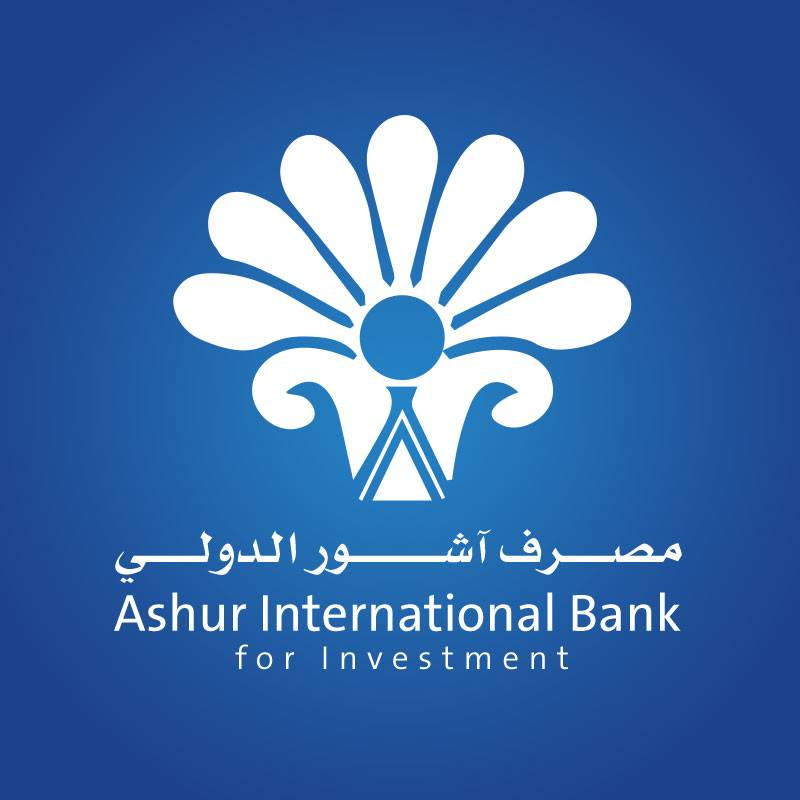 مصرف آشور الدولي
Ashur International Bank
for Investment